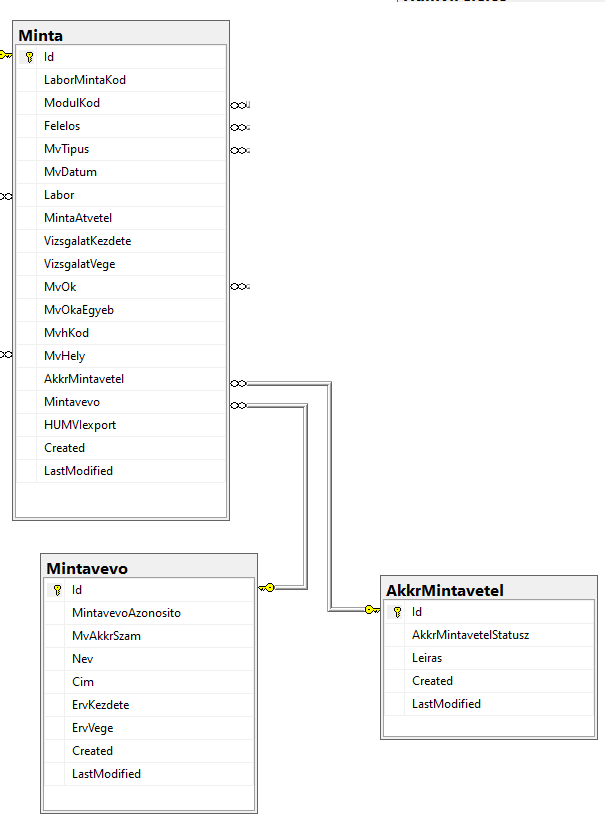 Minta
Id
LaborMintaKod
ModulKod
Felelos
MvTipus
MvDatum
Labor
MintaAtvetel
VizsgalatKezdete
VizsgalatVege
MvOk
MvOkaEgyeb
MvhKod
MvHely
AkkrMintavetel
Mintavevo
HUMVIexport
Created
LastModified
Mintavevo
Id
MintavevoAzonosito
MvAkkrSzam
Nev
Cim
ErvKezdete
ErvVege
Created
LastModified
AkkrMintavetel
Id
AkkrMintavetelStatusz
Leiras
Created
LastModified